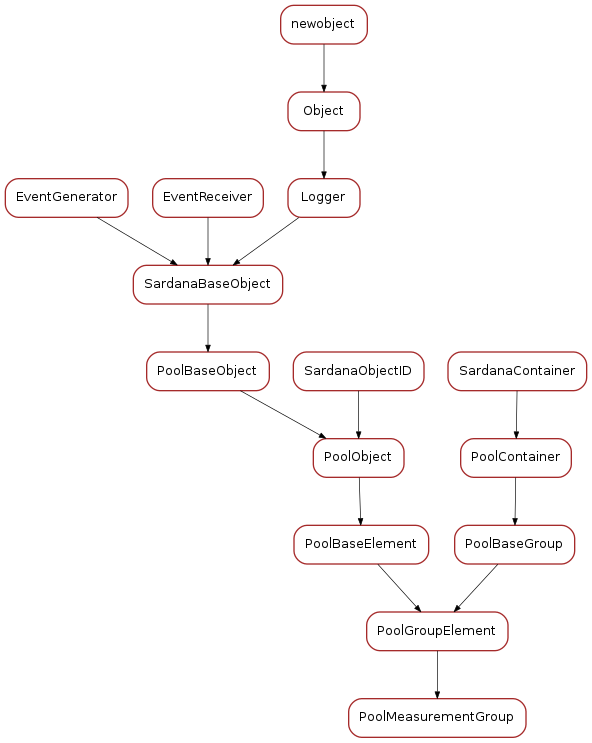 newobject
Object
EventGenerator
EventReceiver
Logger
SardanaBaseObject
PoolBaseObject
SardanaObjectID
SardanaContainer
PoolObject
PoolContainer
PoolBaseElement
PoolBaseGroup
PoolGroupElement
PoolMeasurementGroup